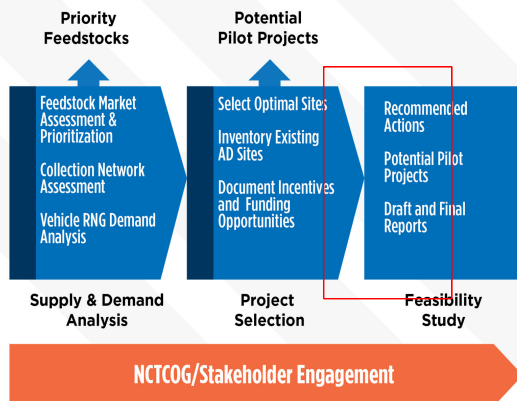 Priority
Feedstocks
Potential
Pilot Projects
Feedstock Market
Assessment &
Prioritization
Collection Network
Assessment
Vehicle RNG Demand
Analysis
Select Optimal Sites
Inventory Existing
AD Sites
Document Incentives
and Funding
Opportunities
Recommended
Actions
Potential Pilot
Projects
Draft and Final
Reports
Supply & Demand
Analysis
Project
Selection
Feasibility
Study
NCTCOG/Stakeholder Engagement